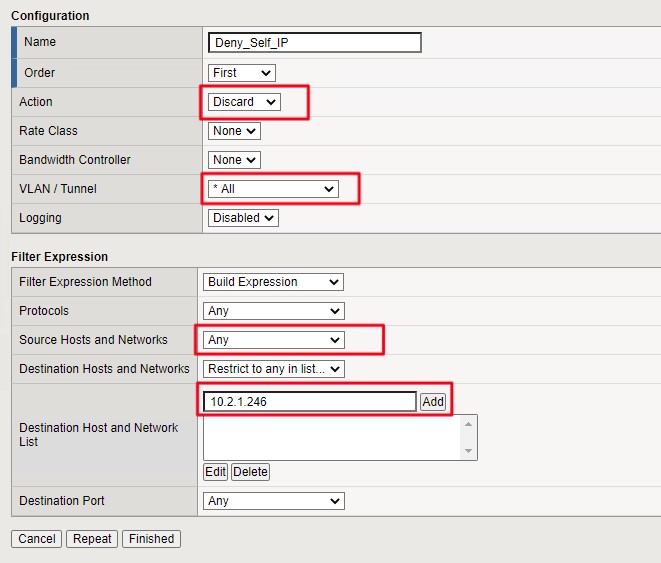 Configuration
Name Deny_Self_IP
Order First
Action Discard
Rate Class None
Bandwidth Controller None
VLAN / Tunnel * All
Logging Disabled
Filter Expression
Filter Expression Method Build Expression
Protocols Any
Source Hosts and Networks Any
Destination Hosts and Networks Restrict to any in list...
10.2.1.246 Add
Destination Host and Network
List
Edit Delete
Destination Port Any
Cancel Repeat Finished